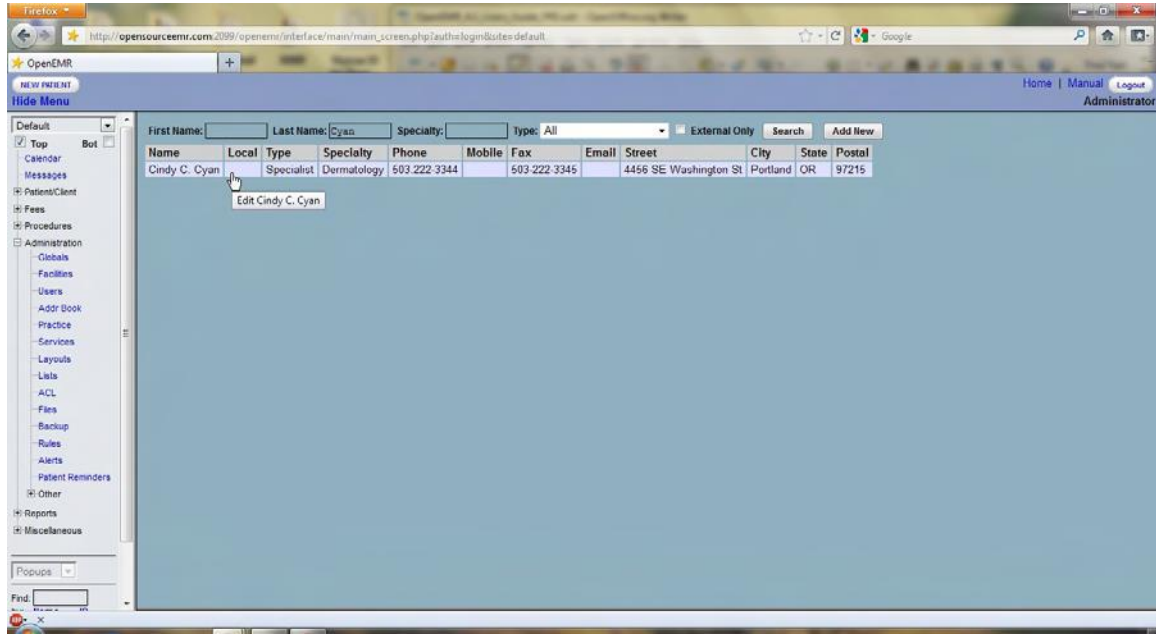 Firefox
http://opensourceemr.com:2099/openemr/interface/main/main_screen.php?auth=login&site=default
Google
OpenEMR
+
NEW PATIENT
Home | Manual Logout
Hide Menu
Administrator
Default
Top Bot
First Name: Last Name: Cyan Specialty: Type: All External Only Search Add New
Name Local Type Specialty Phone Mobile Fax Email Street City State Postal
Cindy C. Cyan Specialist Dermatology 503.222-3344 503-222-3345 4456 SE Washington St Portland OR 97215
Edit Cindy C. Cyan
Calendar
Messages
Patient/Client
Fees
Procedures
Administration
Globals
Facilities
Users
Addr Book
Practice
Services
Layouts
Lists
ACL
Files
Backup
Rules
Alerts
Patient Reminders
Other
Reports
Miscellaneous
Popups
Find: